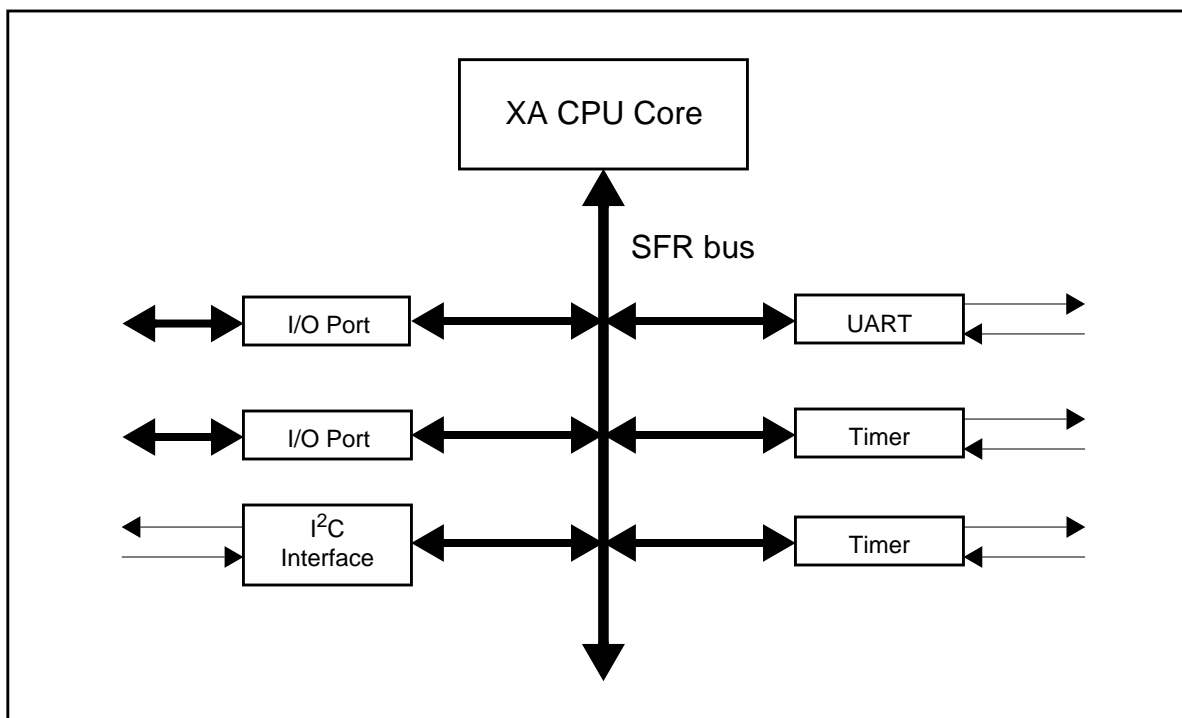 XA CPU Core
SFR bus
I/O Port
UART
I/O Port
Timer
I²C
Interface
Timer